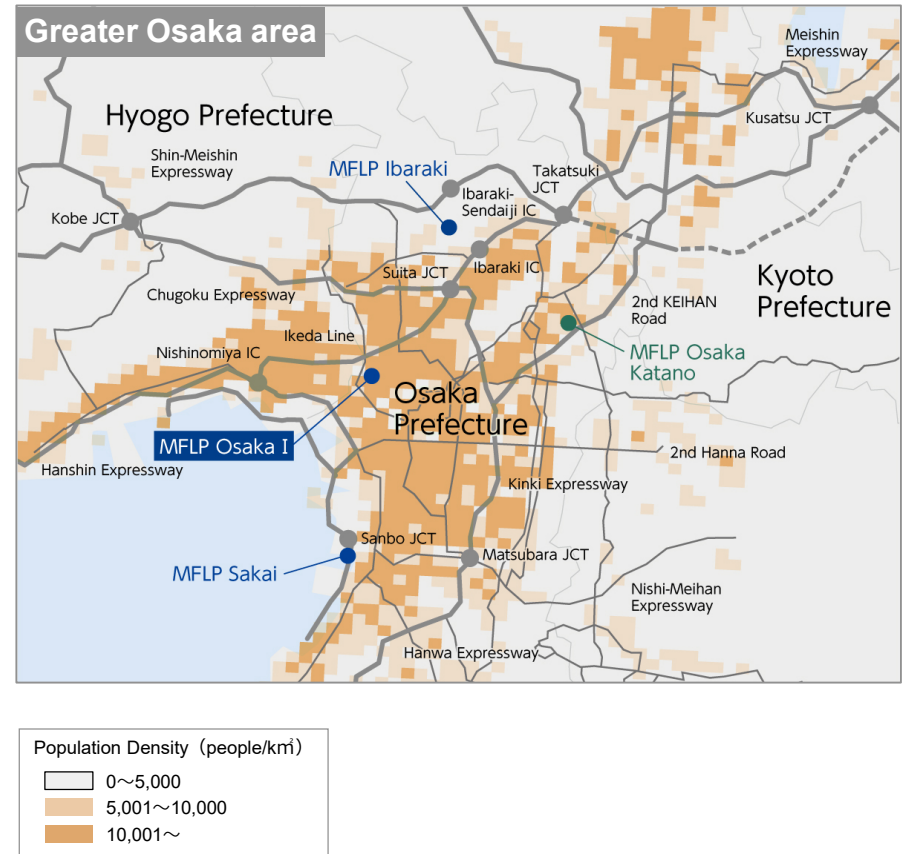 Greater Osaka area
Meishin
Expressway
Hyogo Prefecture
Kusatsu JCT
Shin-Meishin
Expressway
MFLP Ibaraki
Takatsuki
JCT
Ibaraki-
Sendaiji IC
Kobe JCT
Ibaraki IC
Suita JCT
Kyoto
Prefecture
Chugoku Expressway
2nd KEIHAN
Road
Ikeda Line
Nishinomiya IC
MFLP Osaka
Katano
Osaka
Prefecture
MFLP Osaka I
2nd Hanna Road
Hanshin Expressway
Kinki Expressway
Sanbo JCT
Matsubara JCT
MFLP Sakai
Nishi-Meihan
Expressway
Hanwa Expressway
Population Density（people/k㎡）
0～5,000
5,001～10,000
10,001～